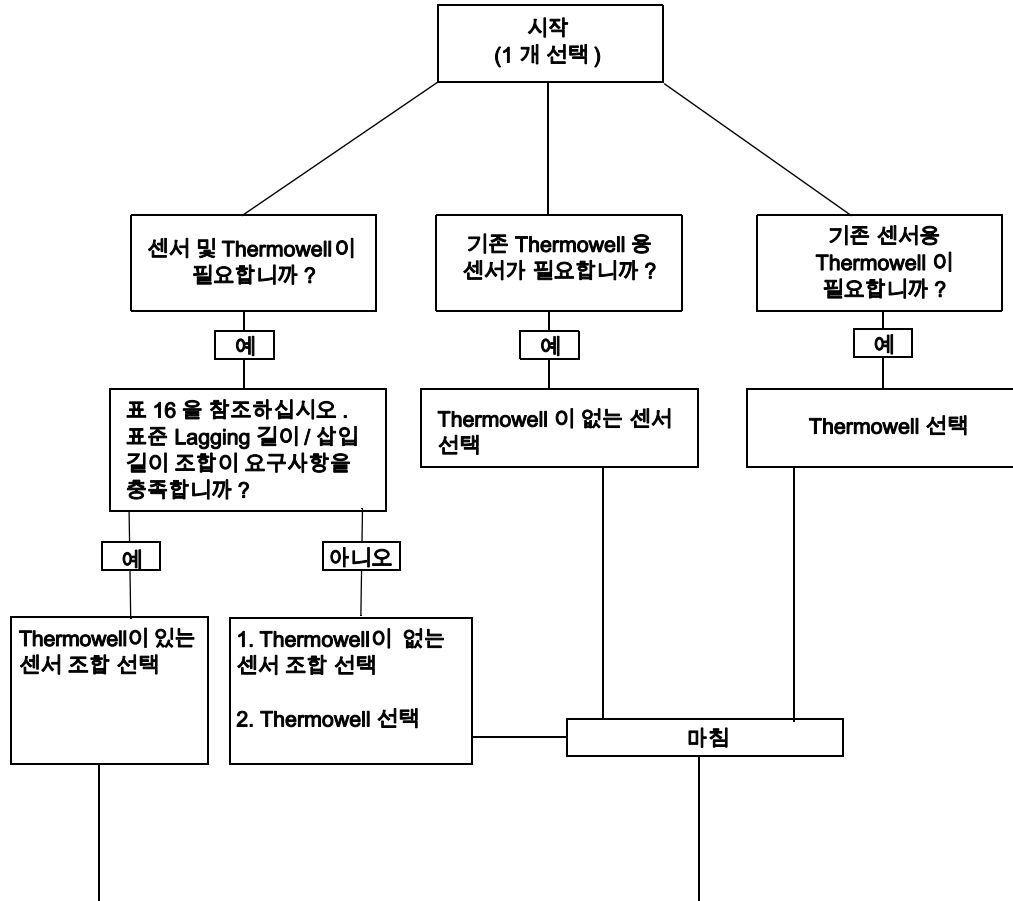 시작
(1 개 선택 )
센서 및 Thermowell이
필요합니까 ?
기존 Thermowell 용
센서가 필요합니까 ?
기존 센서용
Thermowell 이
필요합니까 ?
예
예
예
표 16 을 참조하십시오 .
표준 Lagging 길이 / 삽입
길이 조합이 요구사항을
충족합니까 ?
Thermowell 이 없는 센서
선택
Thermowell 선택
예
아니오
Thermowell이 있는
센서 조합 선택
1. Thermowell이 없는
센서 조합 선택
2. Thermowell 선택
마침